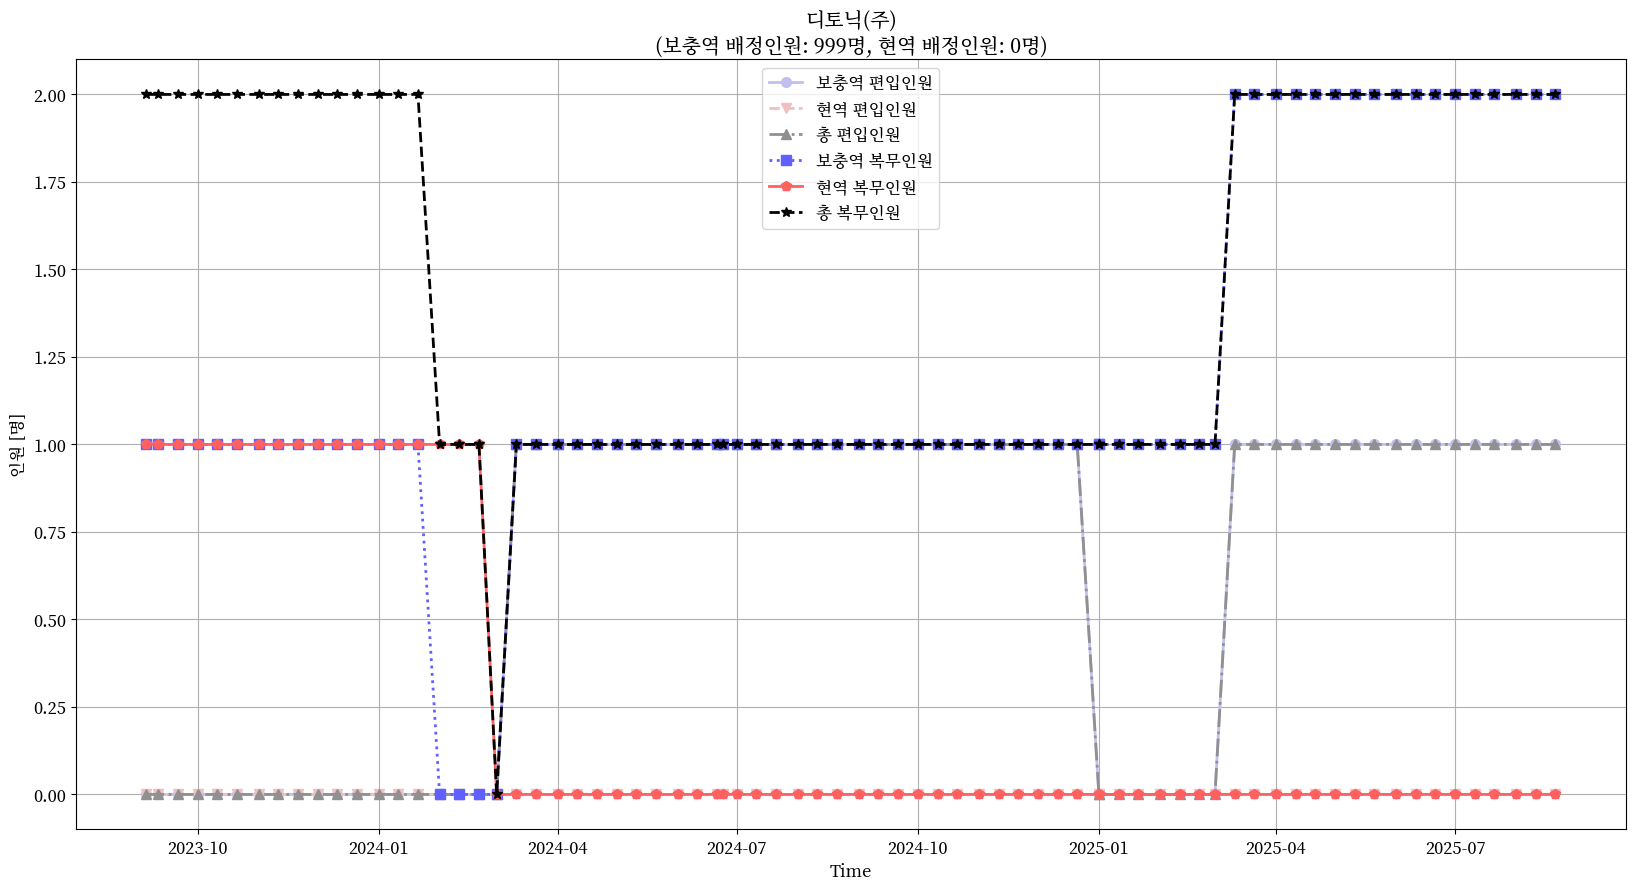 디토닉(주)
(보충역 배정인원: 999명, 현역 배정인원: 0명)
보충역 편입인원
현역 편입인원
총 편입인원
보충역 복무인원
현역 복무인원
총 복무인원
2.00
1.75
1.50
1.25
1.00
0.75
0.50
0.25
0.00
인원 [명]
2023-10 2024-01 2024-04 2024-07 2024-10 2025-01 2025-04 2025-07
Time